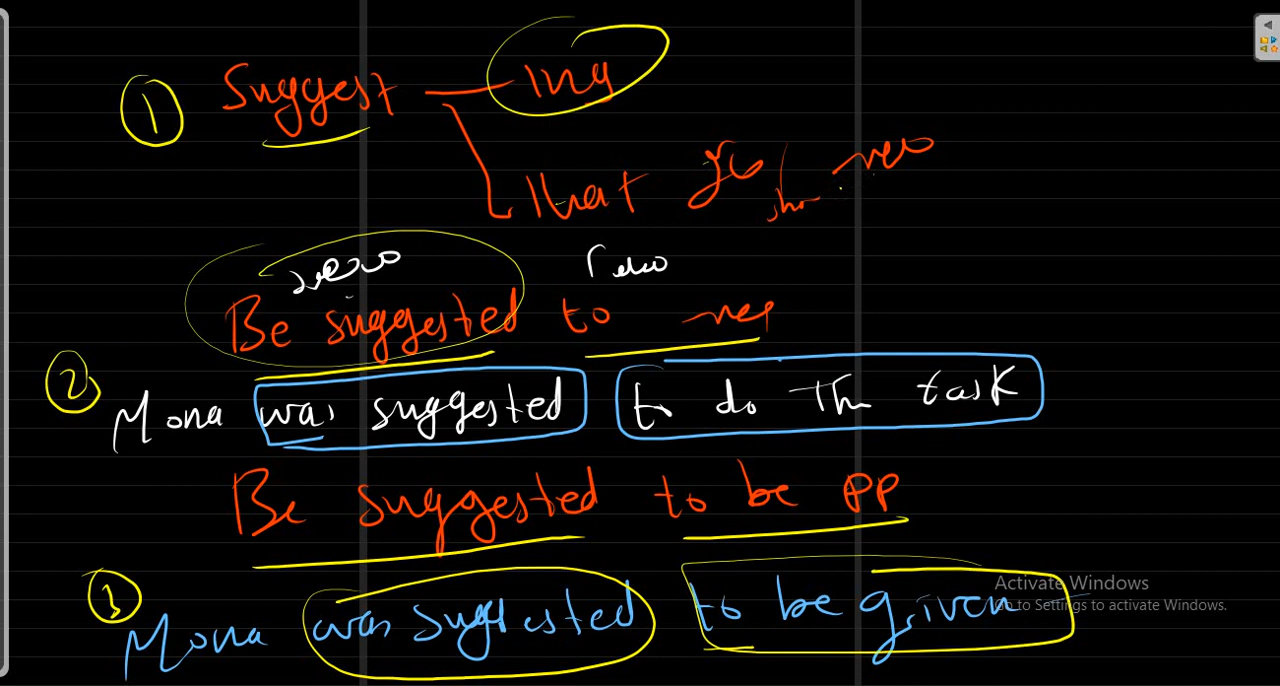 ① Suggest ing
that
Be suggested to
② Mona was suggested to do the task
Be suggested to be PP
③ Mona was suggested to be given
Activate Windows
Go to Settings to activate Windows.